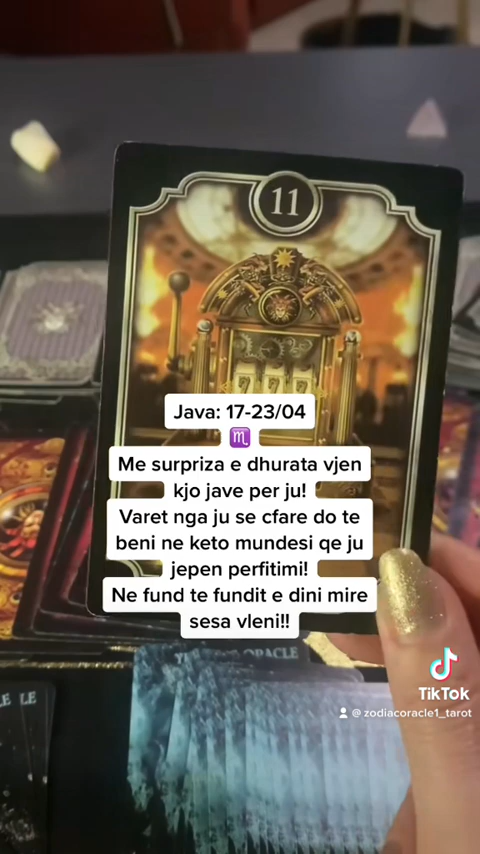 11
777
Java: 17-23/04
♏
Me surpriza e dhurata vjen
kjo jave per ju!
Varet nga ju se cfare do te
beni ne keto mundesi qe ju
jepen perfitimi!
Ne fund te fundit e dini mire
sesa vleni!!
ORACLE
LE
TikTok
@ zodiacoracle1_tarot